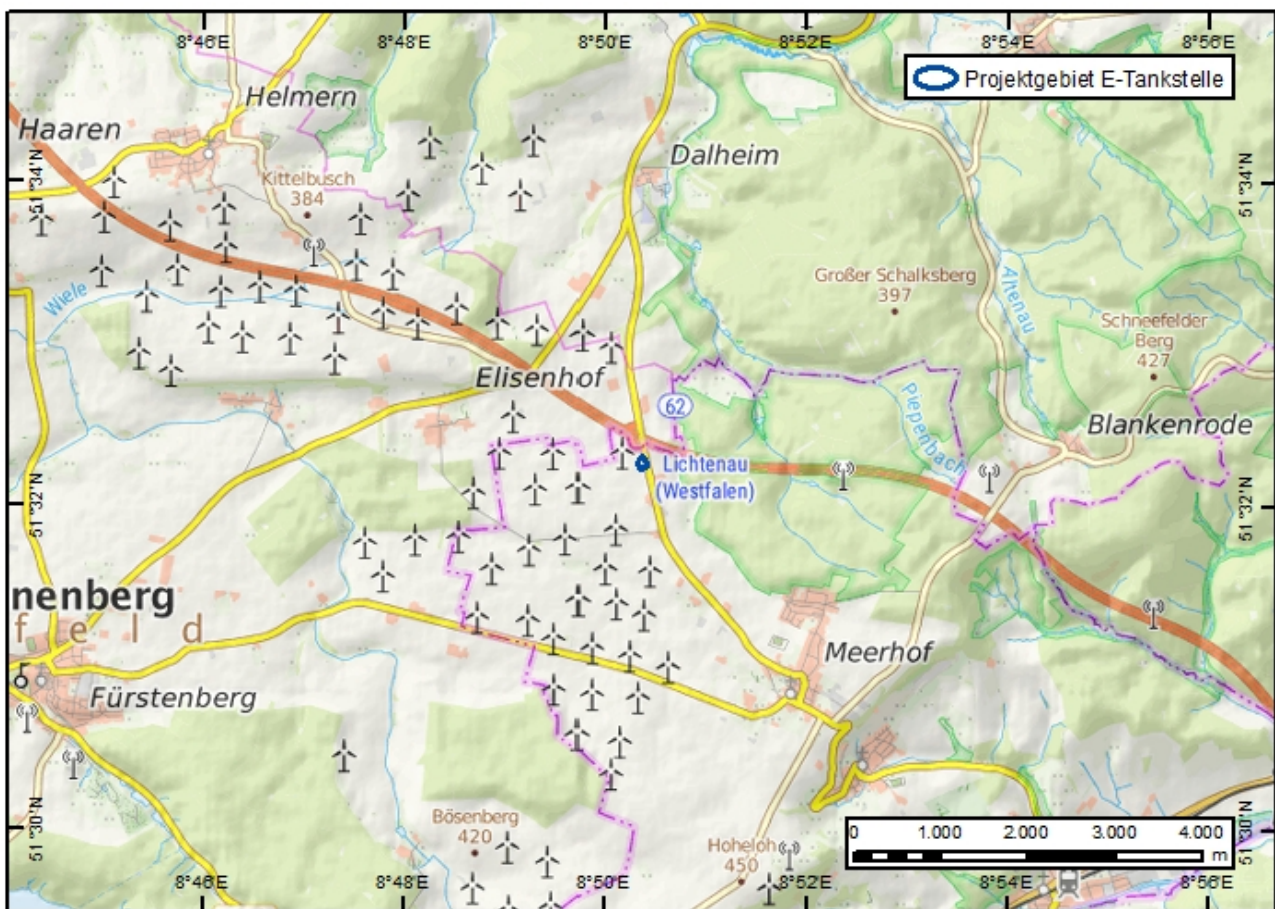 8°46'E 8°48'E 8°50'E 8°52'E 8°54'E 8°56'E
Projektgebiet E-Tankstelle
Helmern
Haaren
Dalheim
51°34'N
51°34'N
Kittelbusch
384
Großer Schalksberg
397
Altenau
Wiele
Schneefelder
Berg
427
Elisenhof
62
Piepenbach
Blankenrode
Lichtenau
(Westfalen)
51°32'N
51°32'N
nenberg
f e l d
Meerhof
Fürstenberg
Bösenberg
420
Hoheloh
450
51°30'N
51°30'N
0 1.000 2.000 3.000 4.000
m
8°46'E 8°48'E 8°50'E 8°52'E 8°54'E 8°56'E